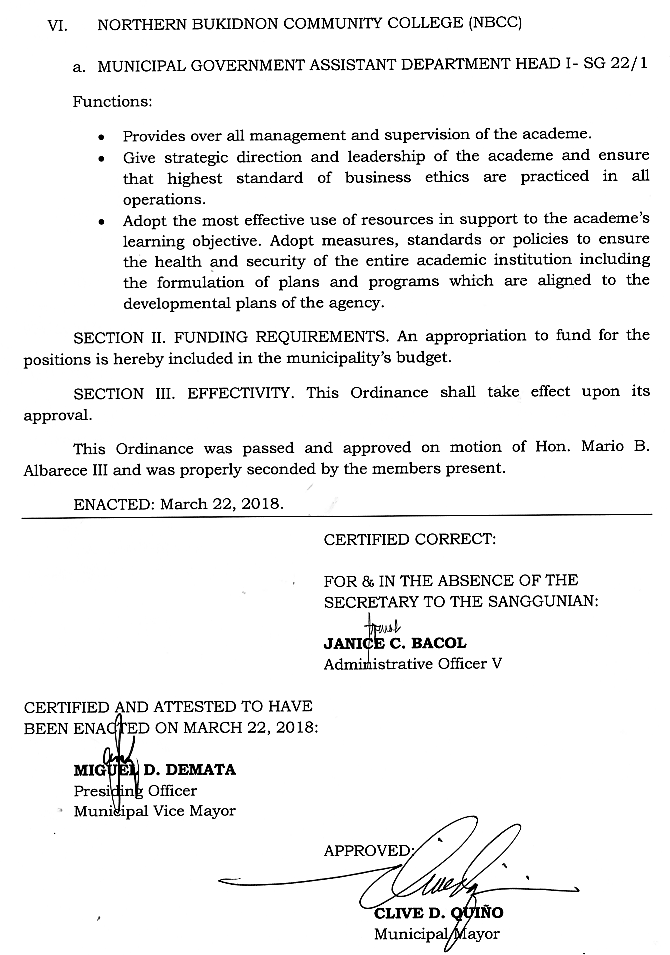 VI. NORTHERN BUKIDNON COMMUNITY COLLEGE (NBCC)
a. MUNICIPAL GOVERNMENT ASSISTANT DEPARTMENT HEAD I- SG 22/1
Functions:
• Provides over all management and supervision of the academe.
• Give strategic direction and leadership of the academe and ensure
that highest standard of business ethics are practiced in all
operations.
• Adopt the most effective use of resources in support to the academe's
learning objective. Adopt measures, standards or policies to ensure
the health and security of the entire academic institution including
the formulation of plans and programs which are aligned to the
developmental plans of the agency.
SECTION II. FUNDING REQUIREMENTS. An appropriation to fund for the
positions is hereby included in the municipality's budget.
SECTION III. EFFECTIVITY. This Ordinance shall take effect upon its
approval.
This Ordinance was passed and approved on motion of Hon. Mario B.
Albarece III and was properly seconded by the members present.
ENACTED: March 22, 2018.
CERTIFIED CORRECT:
FOR & IN THE ABSENCE OF THE
SECRETARY TO THE SANGGUNIAN:
JANICE C. BACOL
Administrative Officer V
CERTIFIED AND ATTESTED TO HAVE
BEEN ENACTED ON MARCH 22, 2018:
MIGUEL D. DEMATA
Presiding Officer
Municipal Vice Mayor
APPROVED:
CLIVE D. QUIÑO
Municipal Mayor